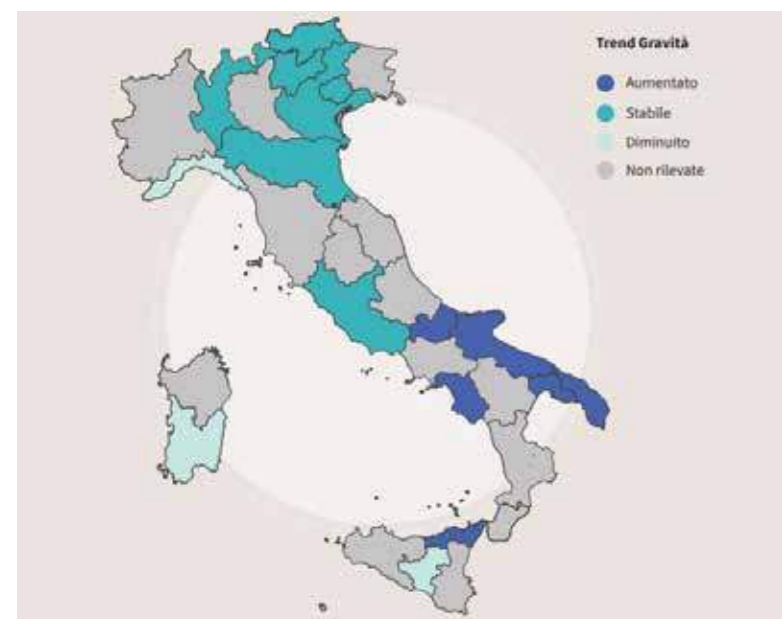 Trend Gravità
Aumentato
Stabile
Diminuito
Non rilevate